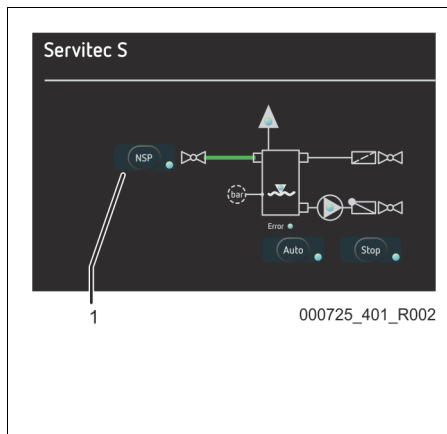 Servitec S
NSP
bar
Error
Auto
Stop
1
000725_401_R002